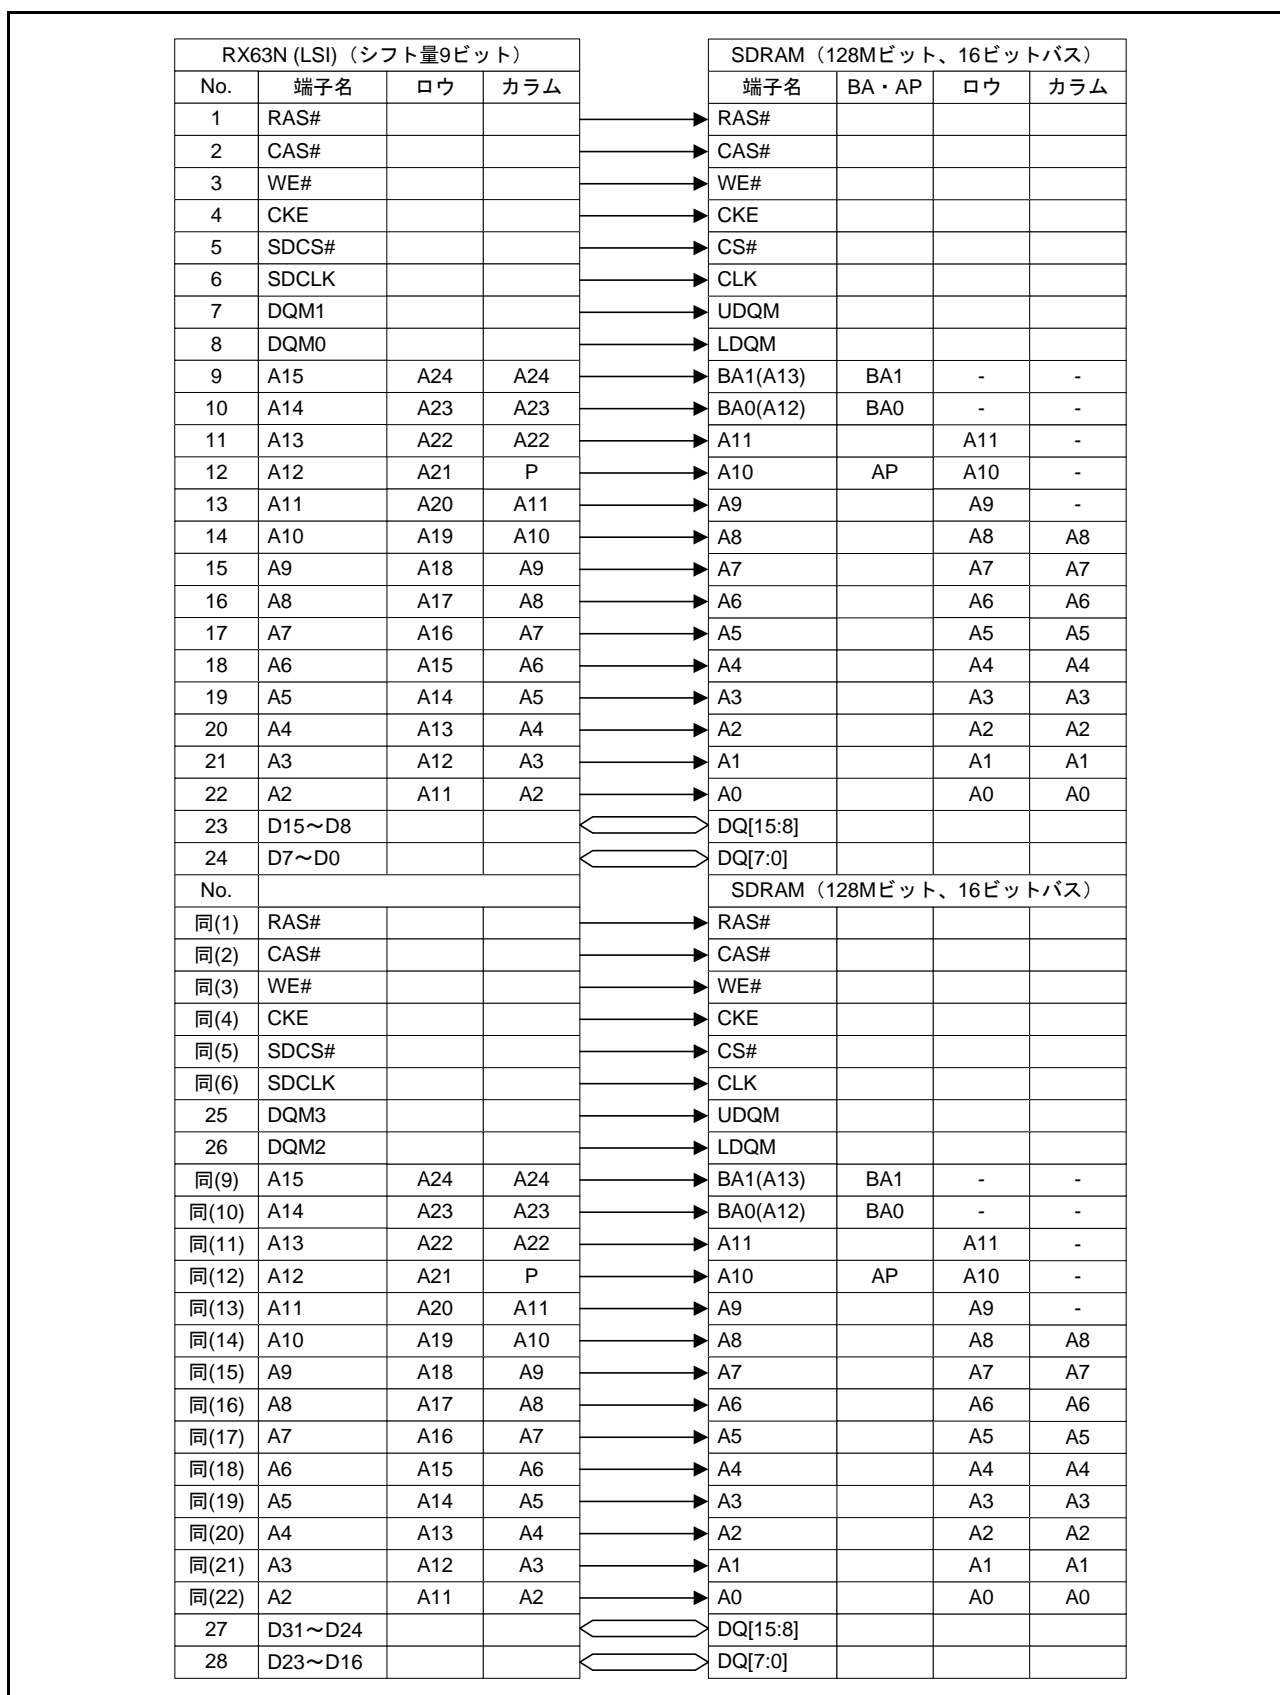 RX63N (LSI)（シフト量9ビット） SDRAM（128Mビット、16ビットバス）
No. 端子名 ロウ カラム 端子名 BA・AP ロウ カラム
1 RAS# RAS#
2 CAS# CAS#
3 WE# WE#
4 CKE CKE
5 SDCS# CS#
6 SDCLK CLK
7 DQM1 UDQM
8 DQM0 LDQM
9 A15 A24 A24 BA1(A13) BA1 - -
10 A14 A23 A23 BA0(A12) BA0 - -
11 A13 A22 A22 A11 A11 -
12 A12 A21 P A10 AP A10 -
13 A11 A20 A11 A9 A9 -
14 A10 A19 A10 A8 A8 A8
15 A9 A18 A9 A7 A7 A7
16 A8 A17 A8 A6 A6 A6
17 A7 A16 A7 A5 A5 A5
18 A6 A15 A6 A4 A4 A4
19 A5 A14 A5 A3 A3 A3
20 A4 A13 A4 A2 A2 A2
21 A3 A12 A3 A1 A1 A1
22 A2 A11 A2 A0 A0 A0
23 D15～D8 DQ[15:8]
24 D7～D0 DQ[7:0]
No. SDRAM（128Mビット、16ビットバス）
同(1) RAS# RAS#
同(2) CAS# CAS#
同(3) WE# WE#
同(4) CKE CKE
同(5) SDCS# CS#
同(6) SDCLK CLK
25 DQM3 UDQM
26 DQM2 LDQM
同(9) A15 A24 A24 BA1(A13) BA1 - -
同(10) A14 A23 A23 BA0(A12) BA0 - -
同(11) A13 A22 A22 A11 A11 -
同(12) A12 A21 P A10 AP A10 -
同(13) A11 A20 A11 A9 A9 -
同(14) A10 A19 A10 A8 A8 A8
同(15) A9 A18 A9 A7 A7 A7
同(16) A8 A17 A8 A6 A6 A6
同(17) A7 A16 A7 A5 A5 A5
同(18) A6 A15 A6 A4 A4 A4
同(19) A5 A14 A5 A3 A3 A3
同(20) A4 A13 A4 A2 A2 A2
同(21) A3 A12 A3 A1 A1 A1
同(22) A2 A11 A2 A0 A0 A0
27 D31～D24 DQ[15:8]
28 D23～D16 DQ[7:0]